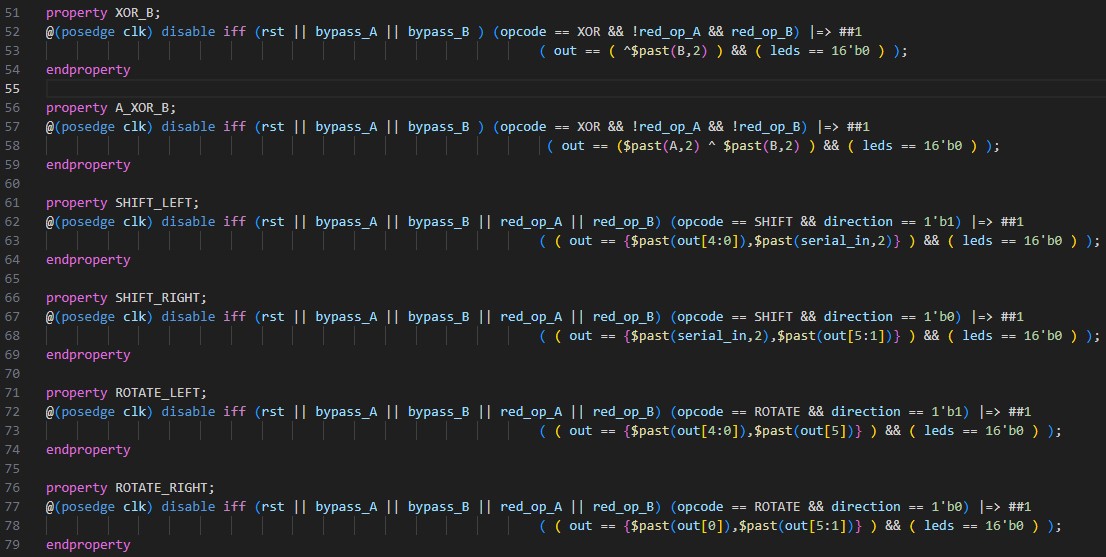 51 property XOR_B;
52 @(posedge clk) disable iff (rst || bypass_A || bypass_B ) (opcode == XOR && !red_op_A && red_op_B) |=> ##1
53 ( out == ( ^$past(B,2) ) && ( leds == 16'b0 ) );
54 endproperty
55
56 property A_XOR_B;
57 @(posedge clk) disable iff (rst || bypass_A || bypass_B ) (opcode == XOR && !red_op_A && !red_op_B) |=> ##1
58 ( out == ($past(A,2) ^ $past(B,2) ) && ( leds == 16'b0 ) );
59 endproperty
60
61 property SHIFT_LEFT;
62 @(posedge clk) disable iff (rst || bypass_A || bypass_B || red_op_A || red_op_B) (opcode == SHIFT && direction == 1'b1) |=> ##1
63 ( ( out == {$past(out[4:0]),$past(serial_in,2)} ) && ( leds == 16'b0 ) );
64 endproperty
65
66 property SHIFT_RIGHT;
67 @(posedge clk) disable iff (rst || bypass_A || bypass_B || red_op_A || red_op_B) (opcode == SHIFT && direction == 1'b0) |=> ##1
68 ( ( out == {$past(serial_in,2),$past(out[5:1])} ) && ( leds == 16'b0 ) );
69 endproperty
70
71 property ROTATE_LEFT;
72 @(posedge clk) disable iff (rst || bypass_A || bypass_B || red_op_A || red_op_B) (opcode == ROTATE && direction == 1'b1) |=> ##1
73 ( ( out == {$past(out[4:0]),$past(out[5])} ) && ( leds == 16'b0 ) );
74 endproperty
75
76 property ROTATE_RIGHT;
77 @(posedge clk) disable iff (rst || bypass_A || bypass_B || red_op_A || red_op_B) (opcode == ROTATE && direction == 1'b0) |=> ##1
78 ( ( out == {$past(out[0]),$past(out[5:1])} ) && ( leds == 16'b0 ) );
79 endproperty